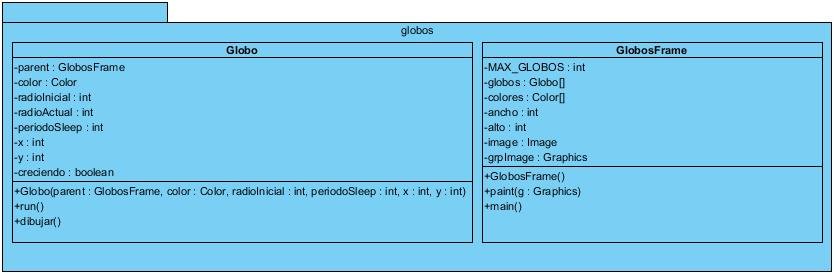 globos
Globo
-parent : GlobosFrame
-color : Color
-radioInicial : int
-radioActual : int
-periodoSleep : int
-x : int
-y : int
-creciendo : boolean
+Globo(parent : GlobosFrame, color : Color, radioInicial : int, periodoSleep : int, x : int, y : int)
+run()
+dibujar()
GlobosFrame
-MAX_GLOBOS : int
-globos : Globo[]
-colores : Color[]
-ancho : int
-alto : int
-image : Image
-grpImage : Graphics
+GlobosFrame()
+paint(g : Graphics)
+main()